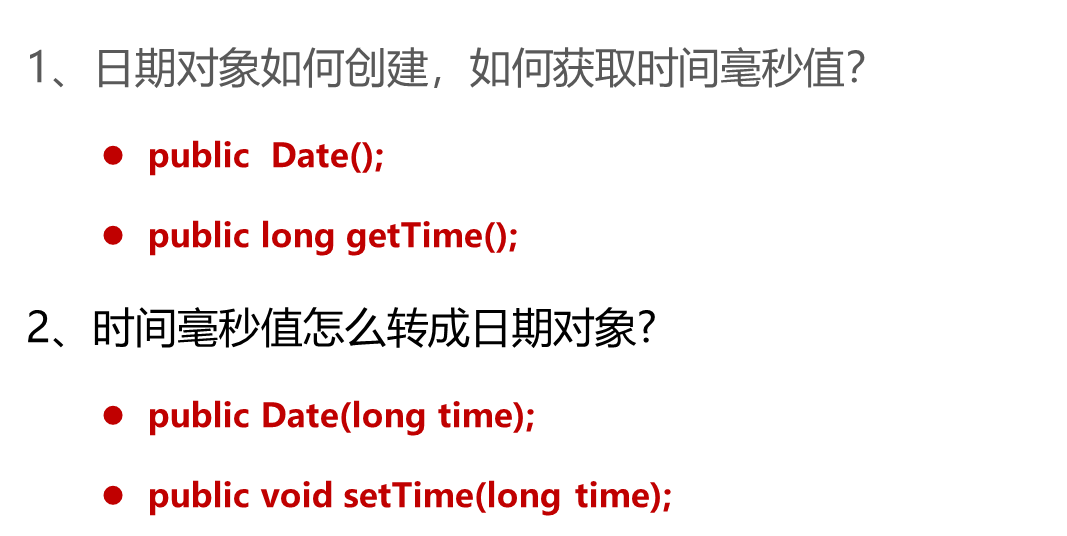 1、日期对象如何创建，如何获取时间毫秒值？
● public  Date();
● public long getTime();
2、时间毫秒值怎么转成日期对象？
● public Date(long time);
● public void setTime(long time);